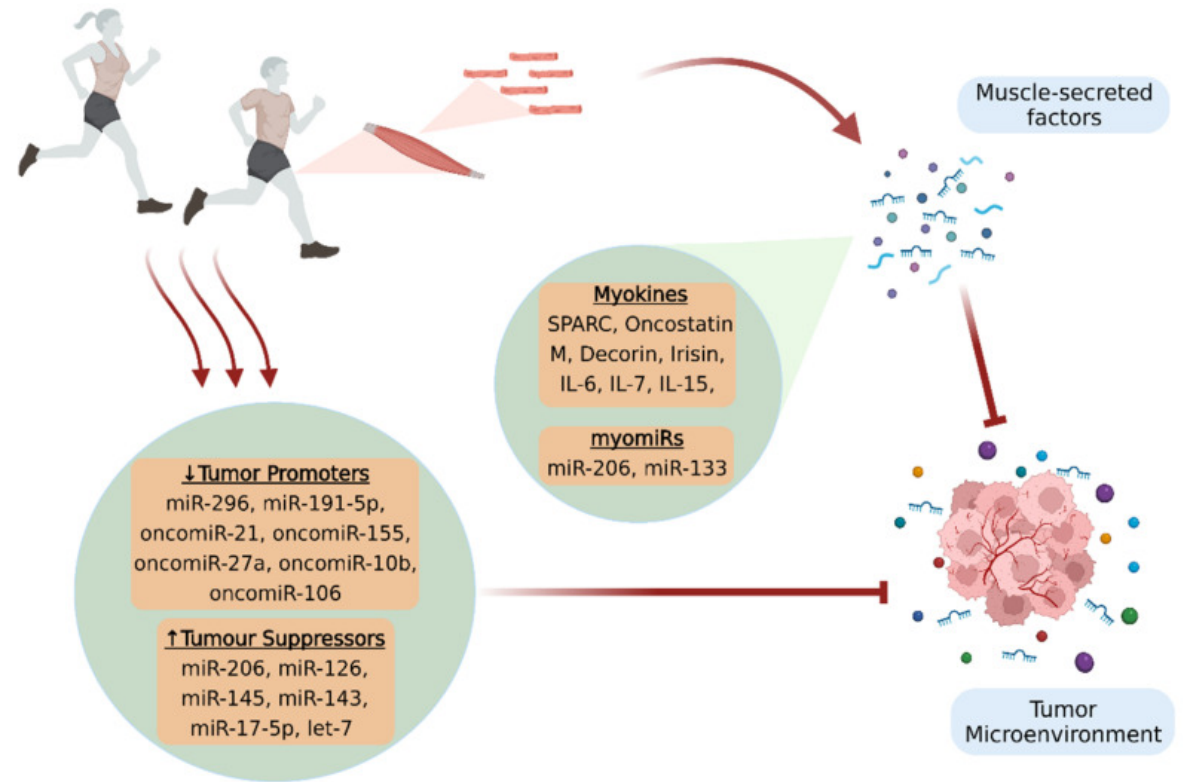 Muscle-secreted
factors
Myokines
SPARC, Oncostatin
M, Decorin, Irisin,
IL-6, IL-7, IL-15,
myomiRs
miR-206, miR-133
↓Tumor Promoters
miR-296, miR-191-5p,
oncomiR-21, oncomiR-155,
oncomiR-27a, oncomiR-10b,
oncomiR-106
↑Tumour Suppressors
miR-206, miR-126,
miR-145, miR-143,
miR-17-5p, let-7
Tumor
Microenvironment